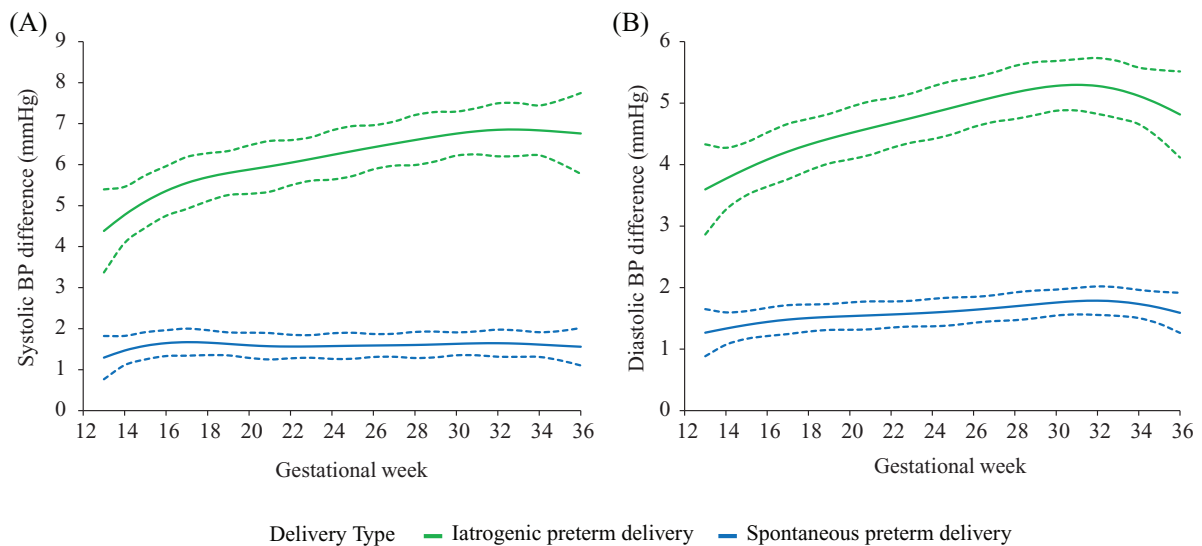 (A)
Systolic BP difference (mmHg)
9
8
7
6
5
4
3
2
1
0
12 14 16 18 20 22 24 26 28 30 32 34 36
Gestational week
(B)
Diastolic BP difference (mmHg)
6
5
4
3
2
1
0
12 14 16 18 20 22 24 26 28 30 32 34 36
Gestational week
Delivery Type Iatrogenic preterm delivery Spontaneous preterm delivery